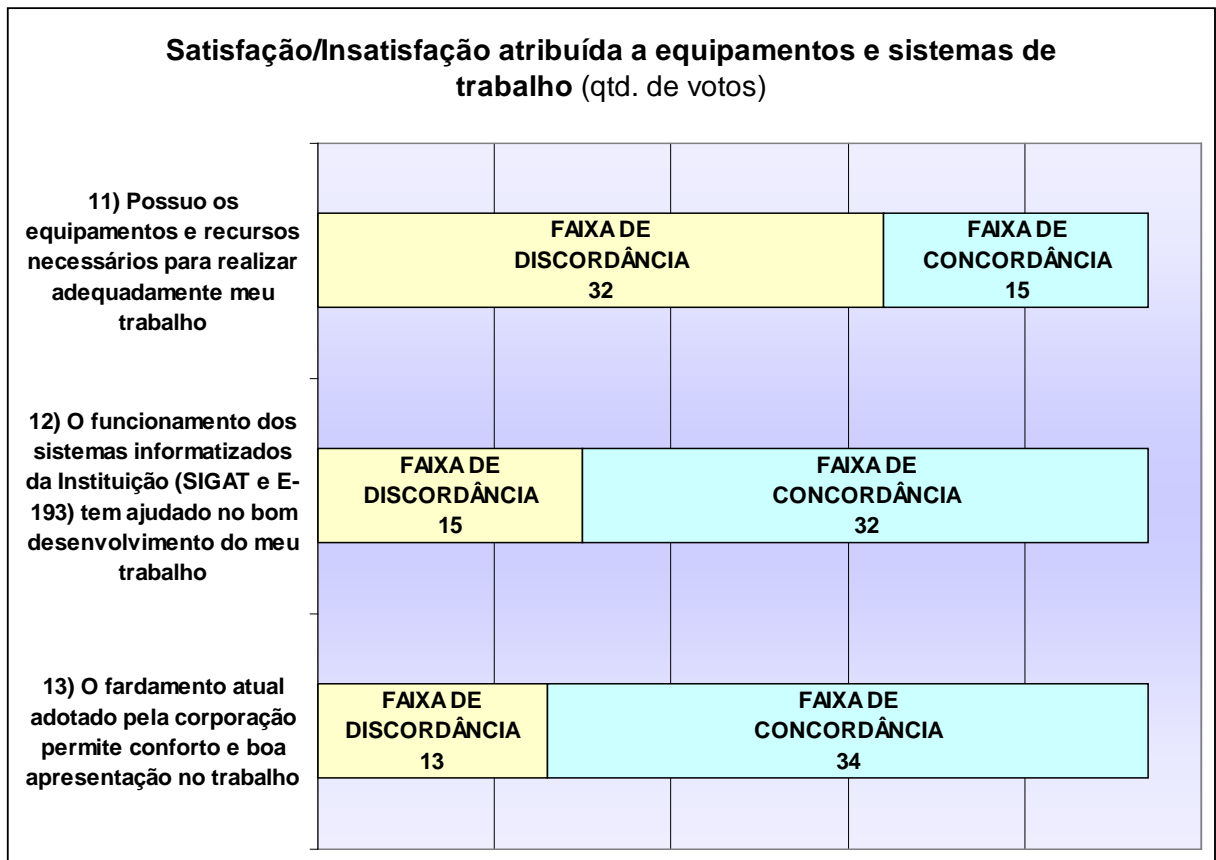 Satisfação/Insatisfação atribuída a equipamentos e sistemas de
trabalho (qtd. de votos)
11) Possuo os
equipamentos e recursos
necessários para realizar
adequadamente meu
trabalho
FAIXA DE
DISCORDÂNCIA
32
FAIXA DE
CONCORDÂNCIA
15
12) O funcionamento dos
sistemas informatizados
da Instituição (SIGAT e E-
193) tem ajudado no bom
desenvolvimento do meu
trabalho
FAIXA DE
DISCORDÂNCIA
15
FAIXA DE
CONCORDÂNCIA
32
13) O fardamento atual
adotado pela corporação
permite conforto e boa
apresentação no trabalho
FAIXA DE
DISCORDÂNCIA
13
FAIXA DE
CONCORDÂNCIA
34